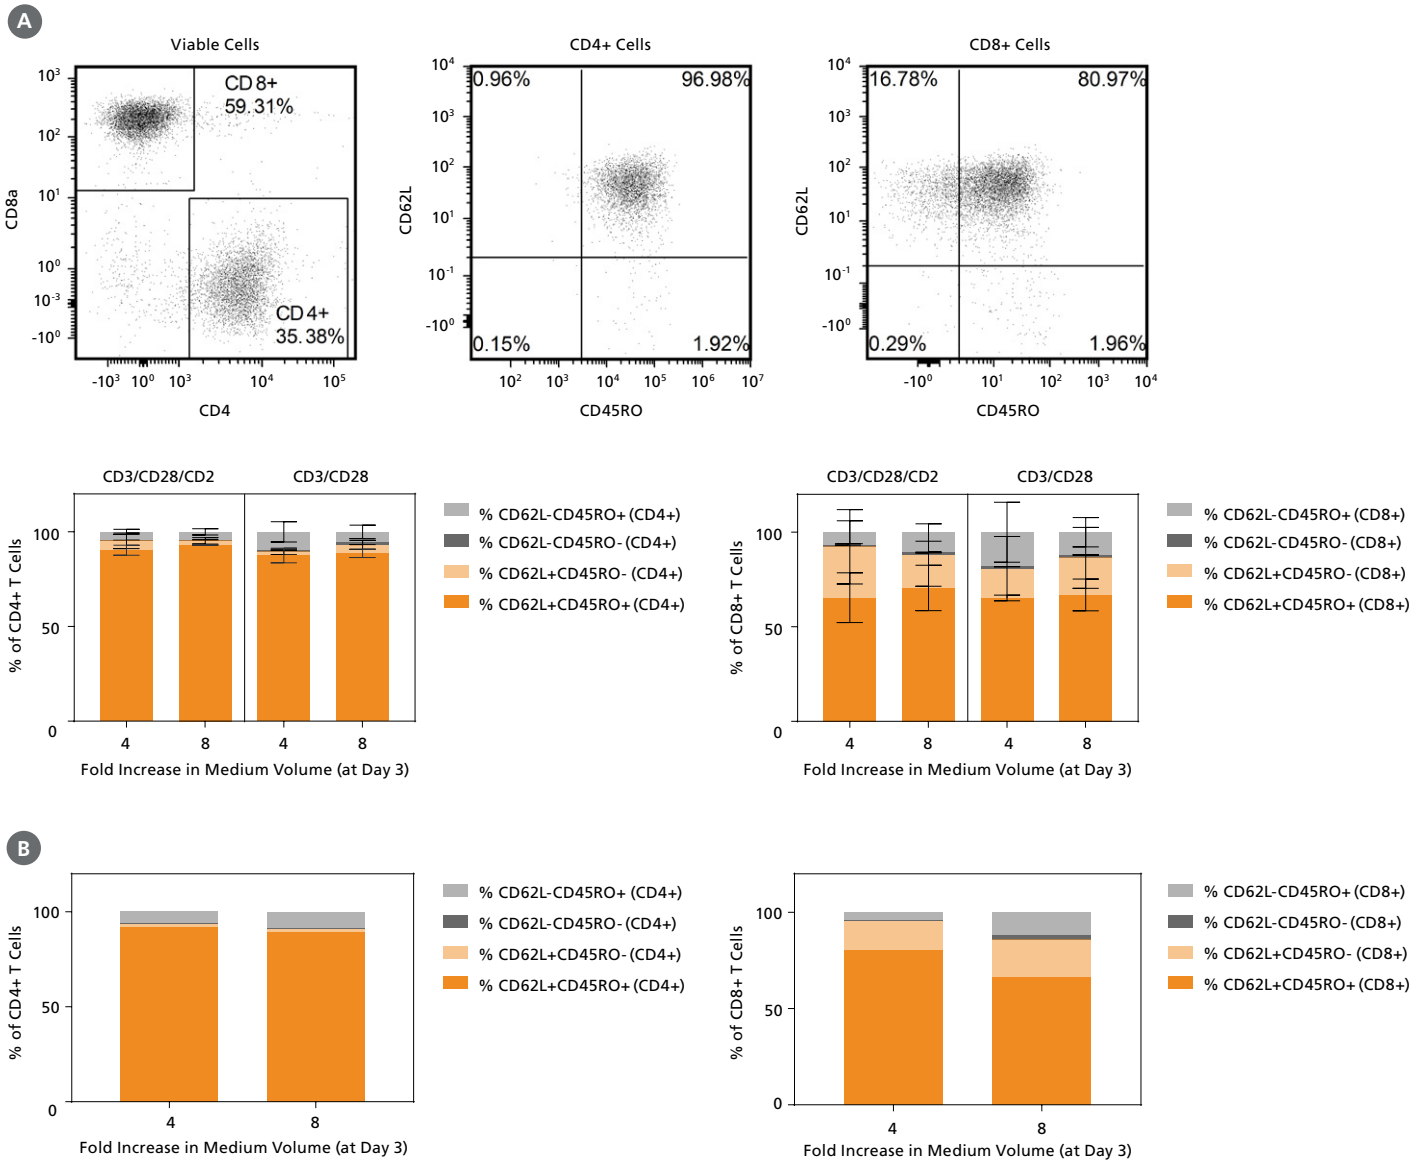 A
Viable Cells
CD8a
10³
10²
10¹
10⁰
10⁻³
-10⁰
CD8+
59.31%
CD4+
35.38%
-10³ 10⁰ 10³ 10⁴ 10⁵
CD4
CD4+ Cells
CD62L
10⁴
10³
10²
10¹
10⁻¹
-10⁰
0.96% 96.98%
0.15% 1.92%
10² 10³ 10⁴ 10⁵ 10⁶ 10⁷
CD45RO
CD8+ Cells
CD62L
10⁴
10³
10²
10¹
10⁻¹
-10⁰
16.78% 80.97%
0.29% 1.96%
-10⁰ 10¹ 10² 10³ 10⁴
CD45RO
CD3/CD28/CD2 CD3/CD28
% of CD4+ T Cells
100
50
0
4 8 4 8
Fold Increase in Medium Volume (at Day 3)
% CD62L-CD45RO+ (CD4+)
% CD62L-CD45RO- (CD4+)
% CD62L+CD45RO- (CD4+)
% CD62L+CD45RO+ (CD4+)
CD3/CD28/CD2 CD3/CD28
% of CD8+ T Cells
100
50
0
4 8 4 8
Fold Increase in Medium Volume (at Day 3)
% CD62L-CD45RO+ (CD8+)
% CD62L-CD45RO- (CD8+)
% CD62L+CD45RO- (CD8+)
% CD62L+CD45RO+ (CD8+)
B
% of CD4+ T Cells
100
50
0
4 8
Fold Increase in Medium Volume (at Day 3)
% CD62L-CD45RO+ (CD4+)
% CD62L-CD45RO- (CD4+)
% CD62L+CD45RO- (CD4+)
% CD62L+CD45RO+ (CD4+)
% of CD8+ T Cells
100
50
0
4 8
Fold Increase in Medium Volume (at Day 3)
% CD62L-CD45RO+ (CD8+)
% CD62L-CD45RO- (CD8+)
% CD62L+CD45RO- (CD8+)
% CD62L+CD45RO+ (CD8+)